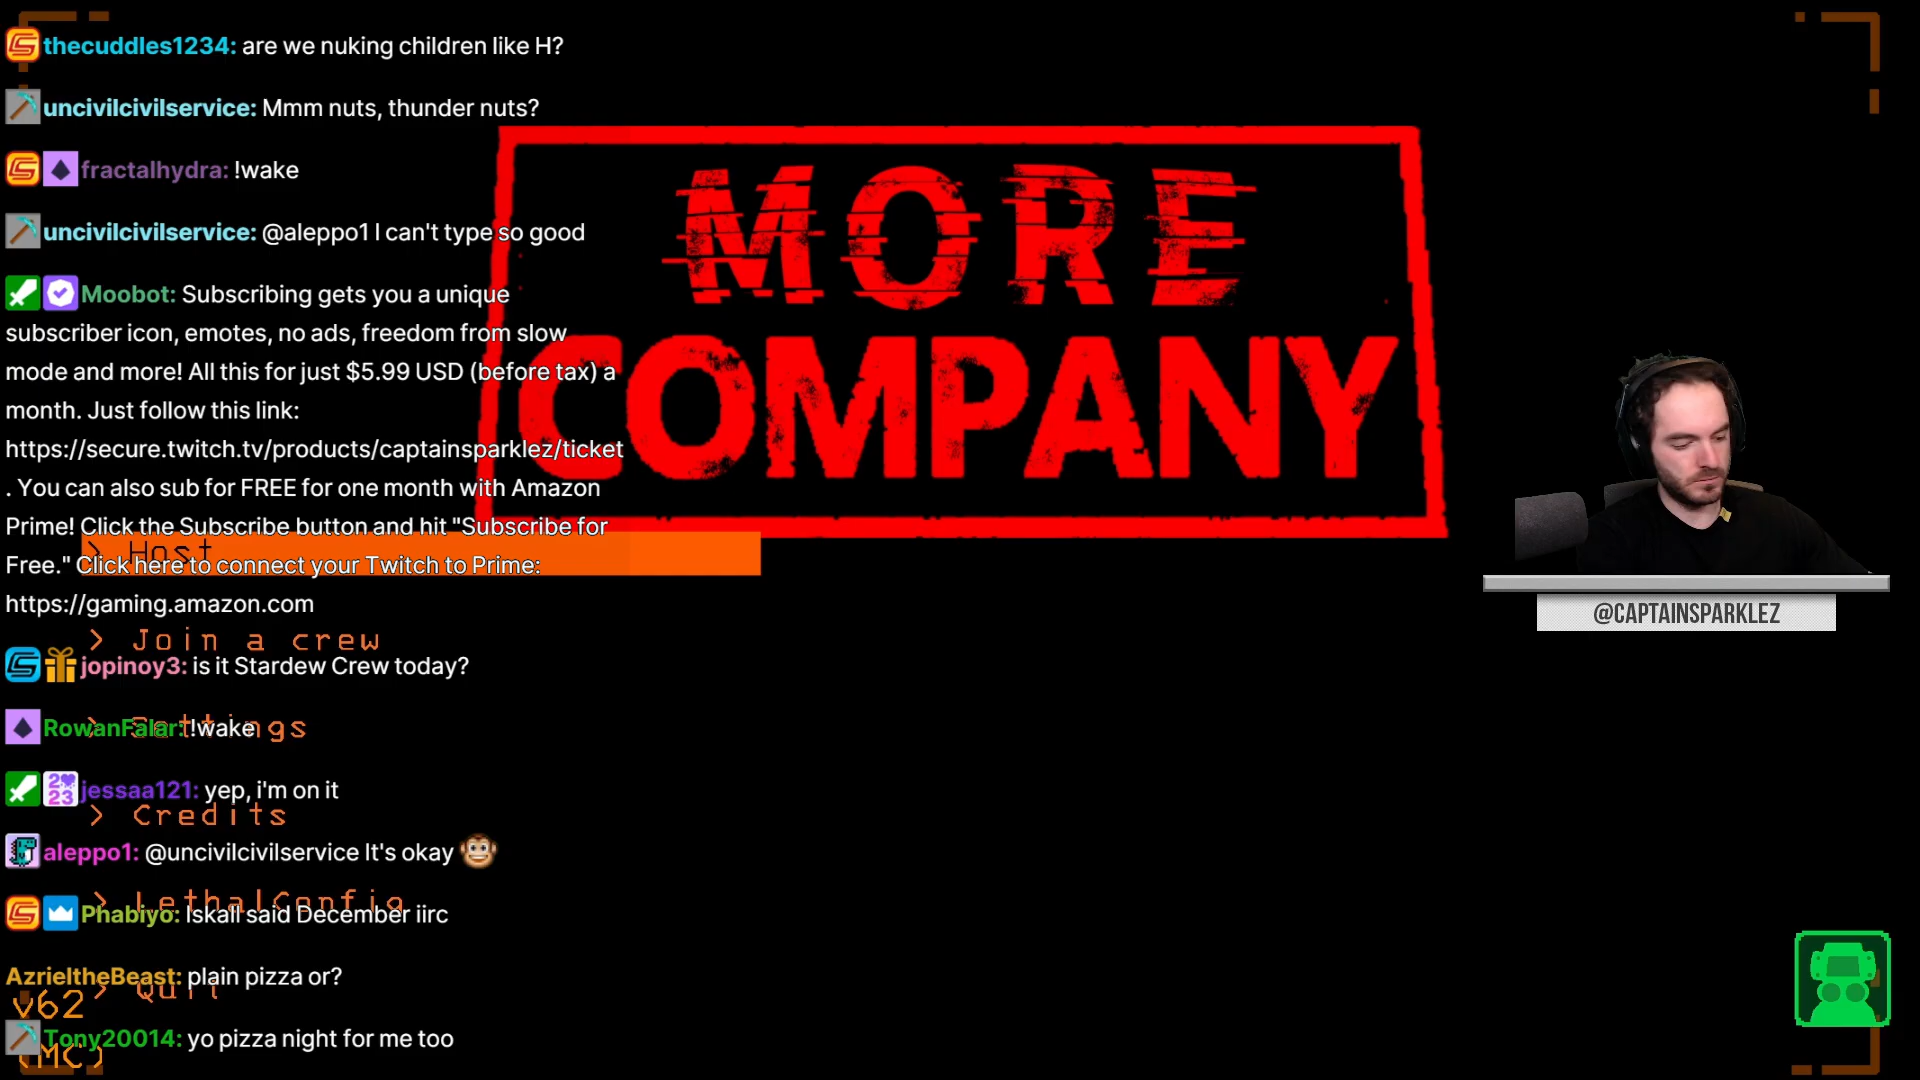 thecuddles1234: are we nuking children like H?
uncivilcivilservice: Mmm nuts, thunder nuts?
fractalhydra: !wake
uncivilcivilservice: @aleppo1 I can't type so good
Moobot: Subscribing gets you a unique
subscriber icon, emotes, no ads, freedom from slow
mode and more! All this for just $5.99 USD (before tax) a
month. Just follow this link:
https://secure.twitch.tv/products/captainsparklez/ticket
. You can also sub for FREE for one month with Amazon
Prime! Click the Subscribe button and hit "Subscribe for
Free." Click here to connect your Twitch to Prime:
https://gaming.amazon.com
jopinoy3: is it Stardew Crew today?
RowanFalar: !wake
jessaa121: yep, i'm on it
aleppo1: @uncivilcivilservice It's okay
Phabiyo: Iskall said December iirc
AzrieltheBeast: plain pizza or?
Tony20014: yo pizza night for me too
MORE
COMPANY
> Host
> Join a crew
> Settings
> Credits
> LethalConfig
> Quit
v62
(MC)
@CAPTAINSPARKLEZ
2023